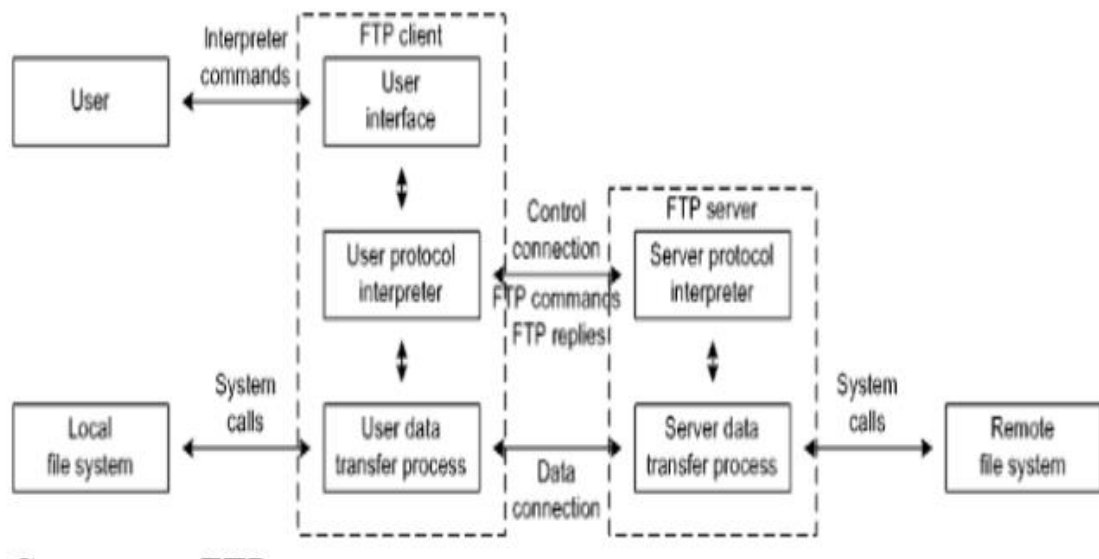 FTP client
Interpreter
commands
User
User
interface
FTP server
Control
connection
User protocol
interpreter
Server protocol
interpreter
FTP commands
FTP replies
System
calls
System
calls
Local
file system
User data
transfer process
Server data
transfer process
Remote
file system
Data
connection